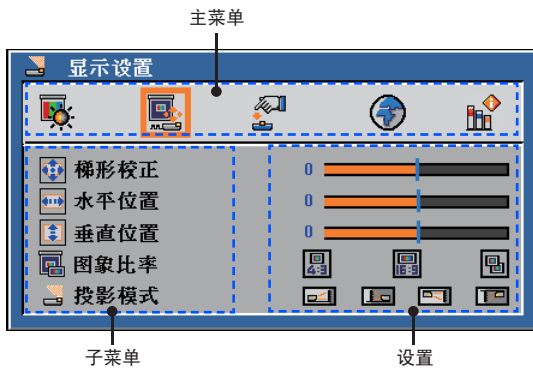 主菜单
显示设置
梯形校正 0
水平位置 0
垂直位置 0
图象比率 4:3 16:9
投影模式
子菜单 设置